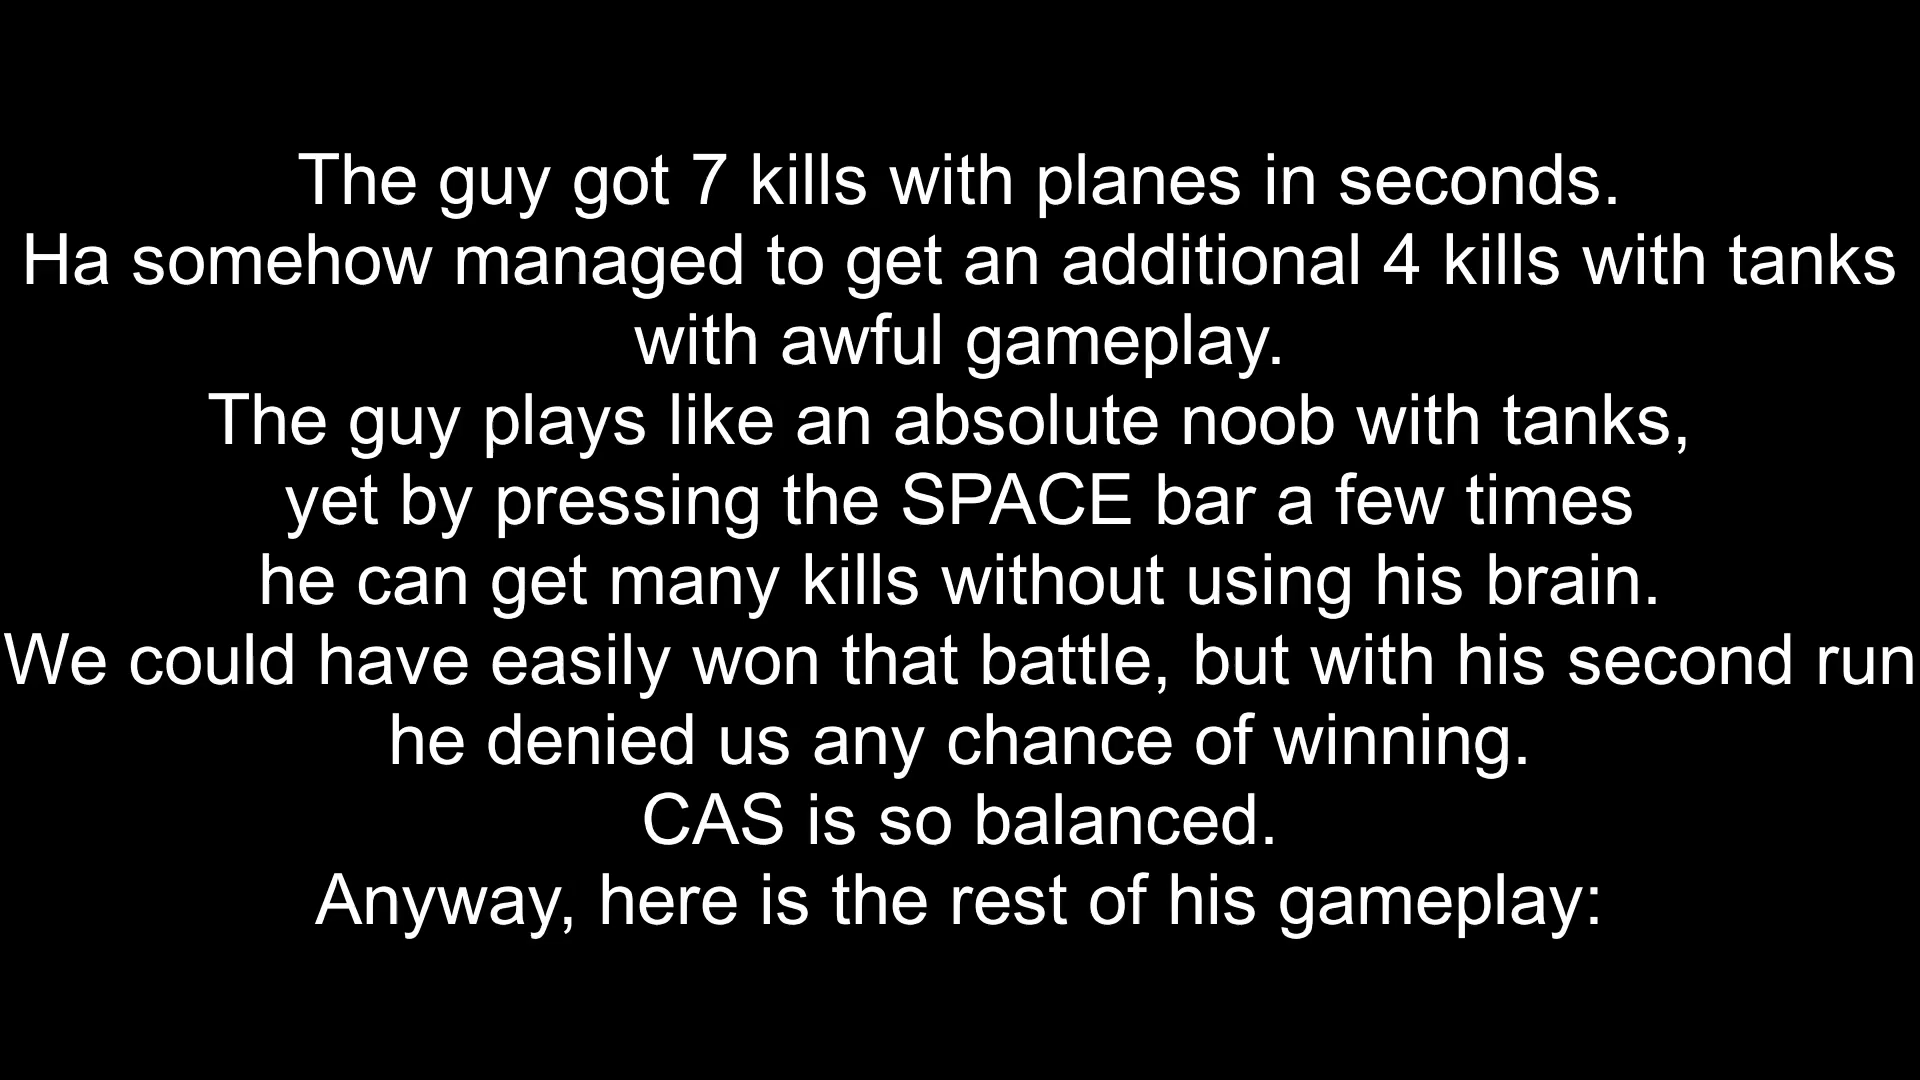 The guy got 7 kills with planes in seconds.
Ha somehow managed to get an additional 4 kills with tanks
with awful gameplay.
The guy plays like an absolute noob with tanks,
yet by pressing the SPACE bar a few times
he can get many kills without using his brain.
We could have easily won that battle, but with his second run
he denied us any chance of winning.
CAS is so balanced.
Anyway, here is the rest of his gameplay: